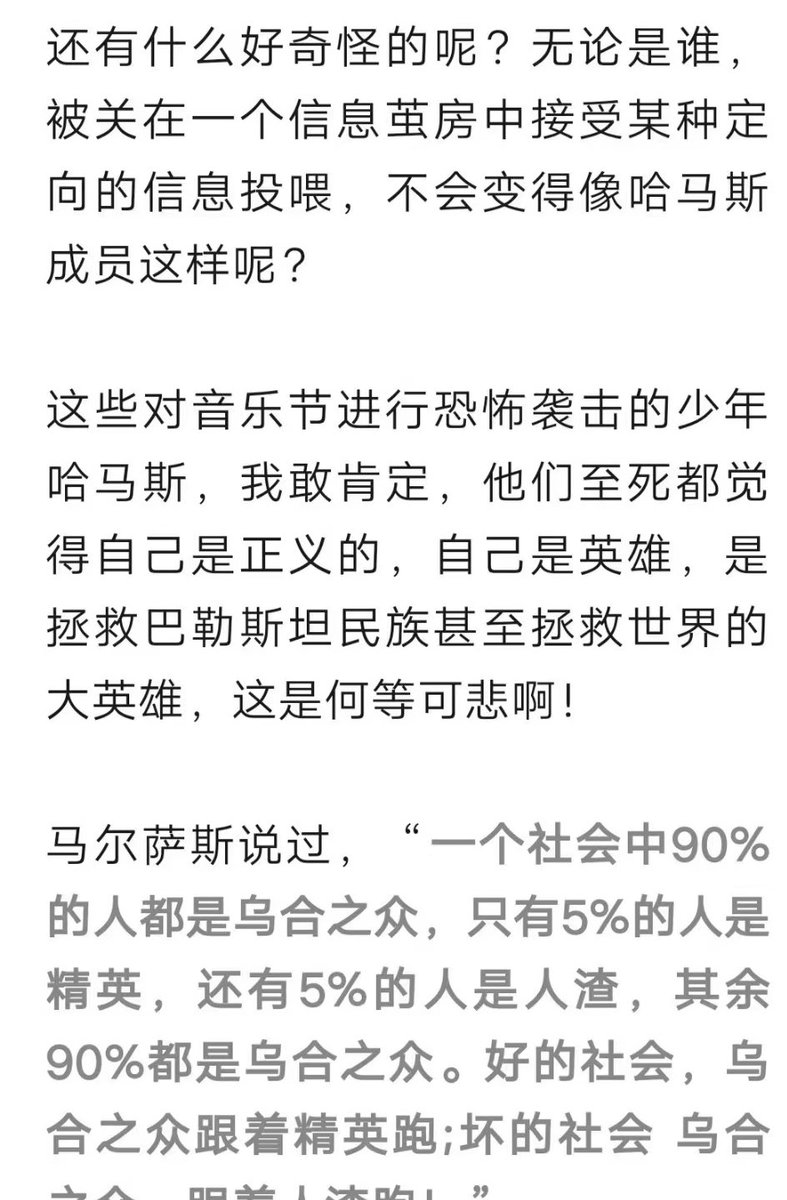 还有什么好奇怪的呢？无论是谁，
被关在一个信息茧房中接受某种定
向的信息投喂，不会变得像哈马斯
成员这样呢？
这些对音乐节进行恐怖袭击的少年
哈马斯，我敢肯定，他们至死都觉
得自己是正义的，自己是英雄，是
拯救巴勒斯坦民族甚至拯救世界的
大英雄，这是何等可悲啊！
马尔萨斯说过，“一个社会中90%
的人都是乌合之众，只有5%的人是
精英，还有5%的人是人渣，其余
90%都是乌合之众。好的社会，乌
合之众跟着精英跑;坏的社会 乌合
之众，跟着人渣跑！”